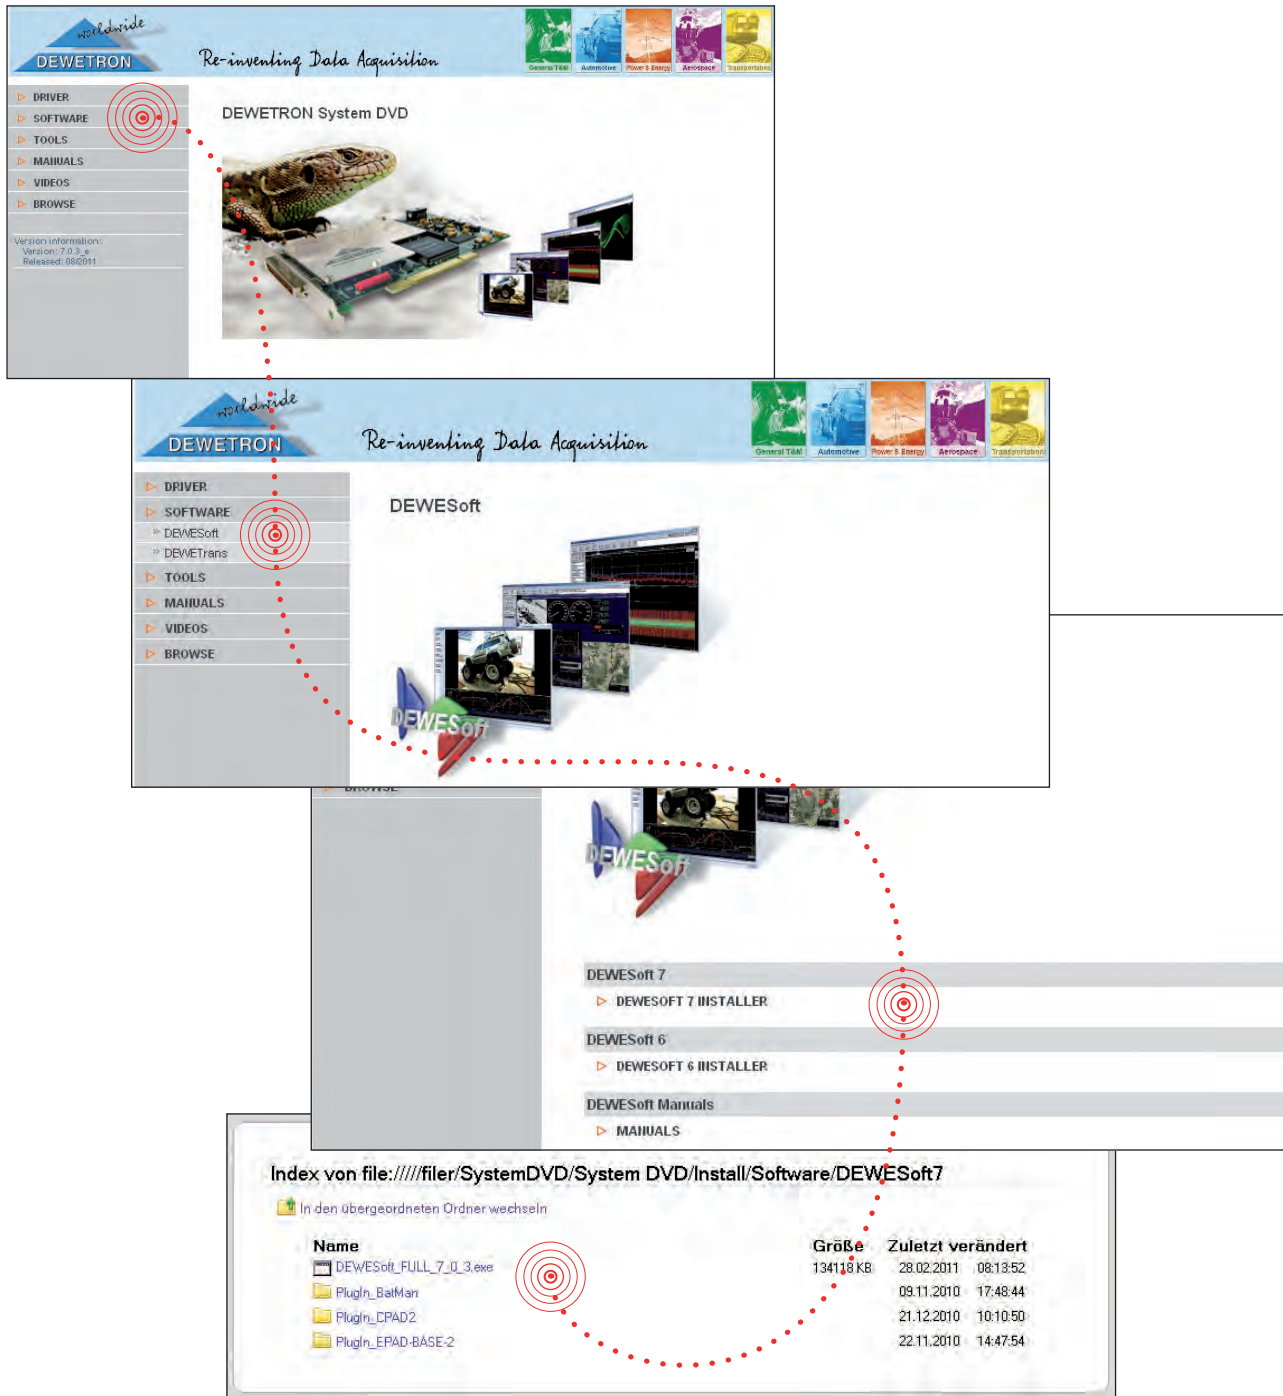 worldwide
DEWETRON
Re-inventing Data Acquisition
General T&M
Automotive
Power & Energy
Aerospace
Transportation
DRIVER
SOFTWARE
TOOLS
MANUALS
VIDEOS
BROWSE
Version information:
Version: 7.0.3_e
Released: 08/2011
DEWETRON System DVD
worldwide
DEWETRON
Re-inventing Data Acquisition
General T&M
Automotive
Power & Energy
Aerospace
Transportation
DRIVER
SOFTWARE
» DEWESoft
» DEWETrans
TOOLS
MANUALS
VIDEOS
BROWSE
DEWESoft
DEWESoft
BROWSE
DEWESoft
DEWESoft 7
DEWESOFT 7 INSTALLER
DEWESoft 6
DEWESOFT 6 INSTALLER
DEWESoft Manuals
MANUALS
Index von file://///filer/SystemDVD/System DVD/Install/Software/DEWESoft7
In den übergeordneten Ordner wechseln
Name Größe Zuletzt verändert
DEWESoft_FULL_7_0_3.exe 134118 KB 28.02.2011 08:13:52
PlugIn_BatMan 09.11.2010 17:48:44
PlugIn_CPAD2 21.12.2010 10:10:50
PlugIn_EPAD-BASE-2 22.11.2010 14:47:54